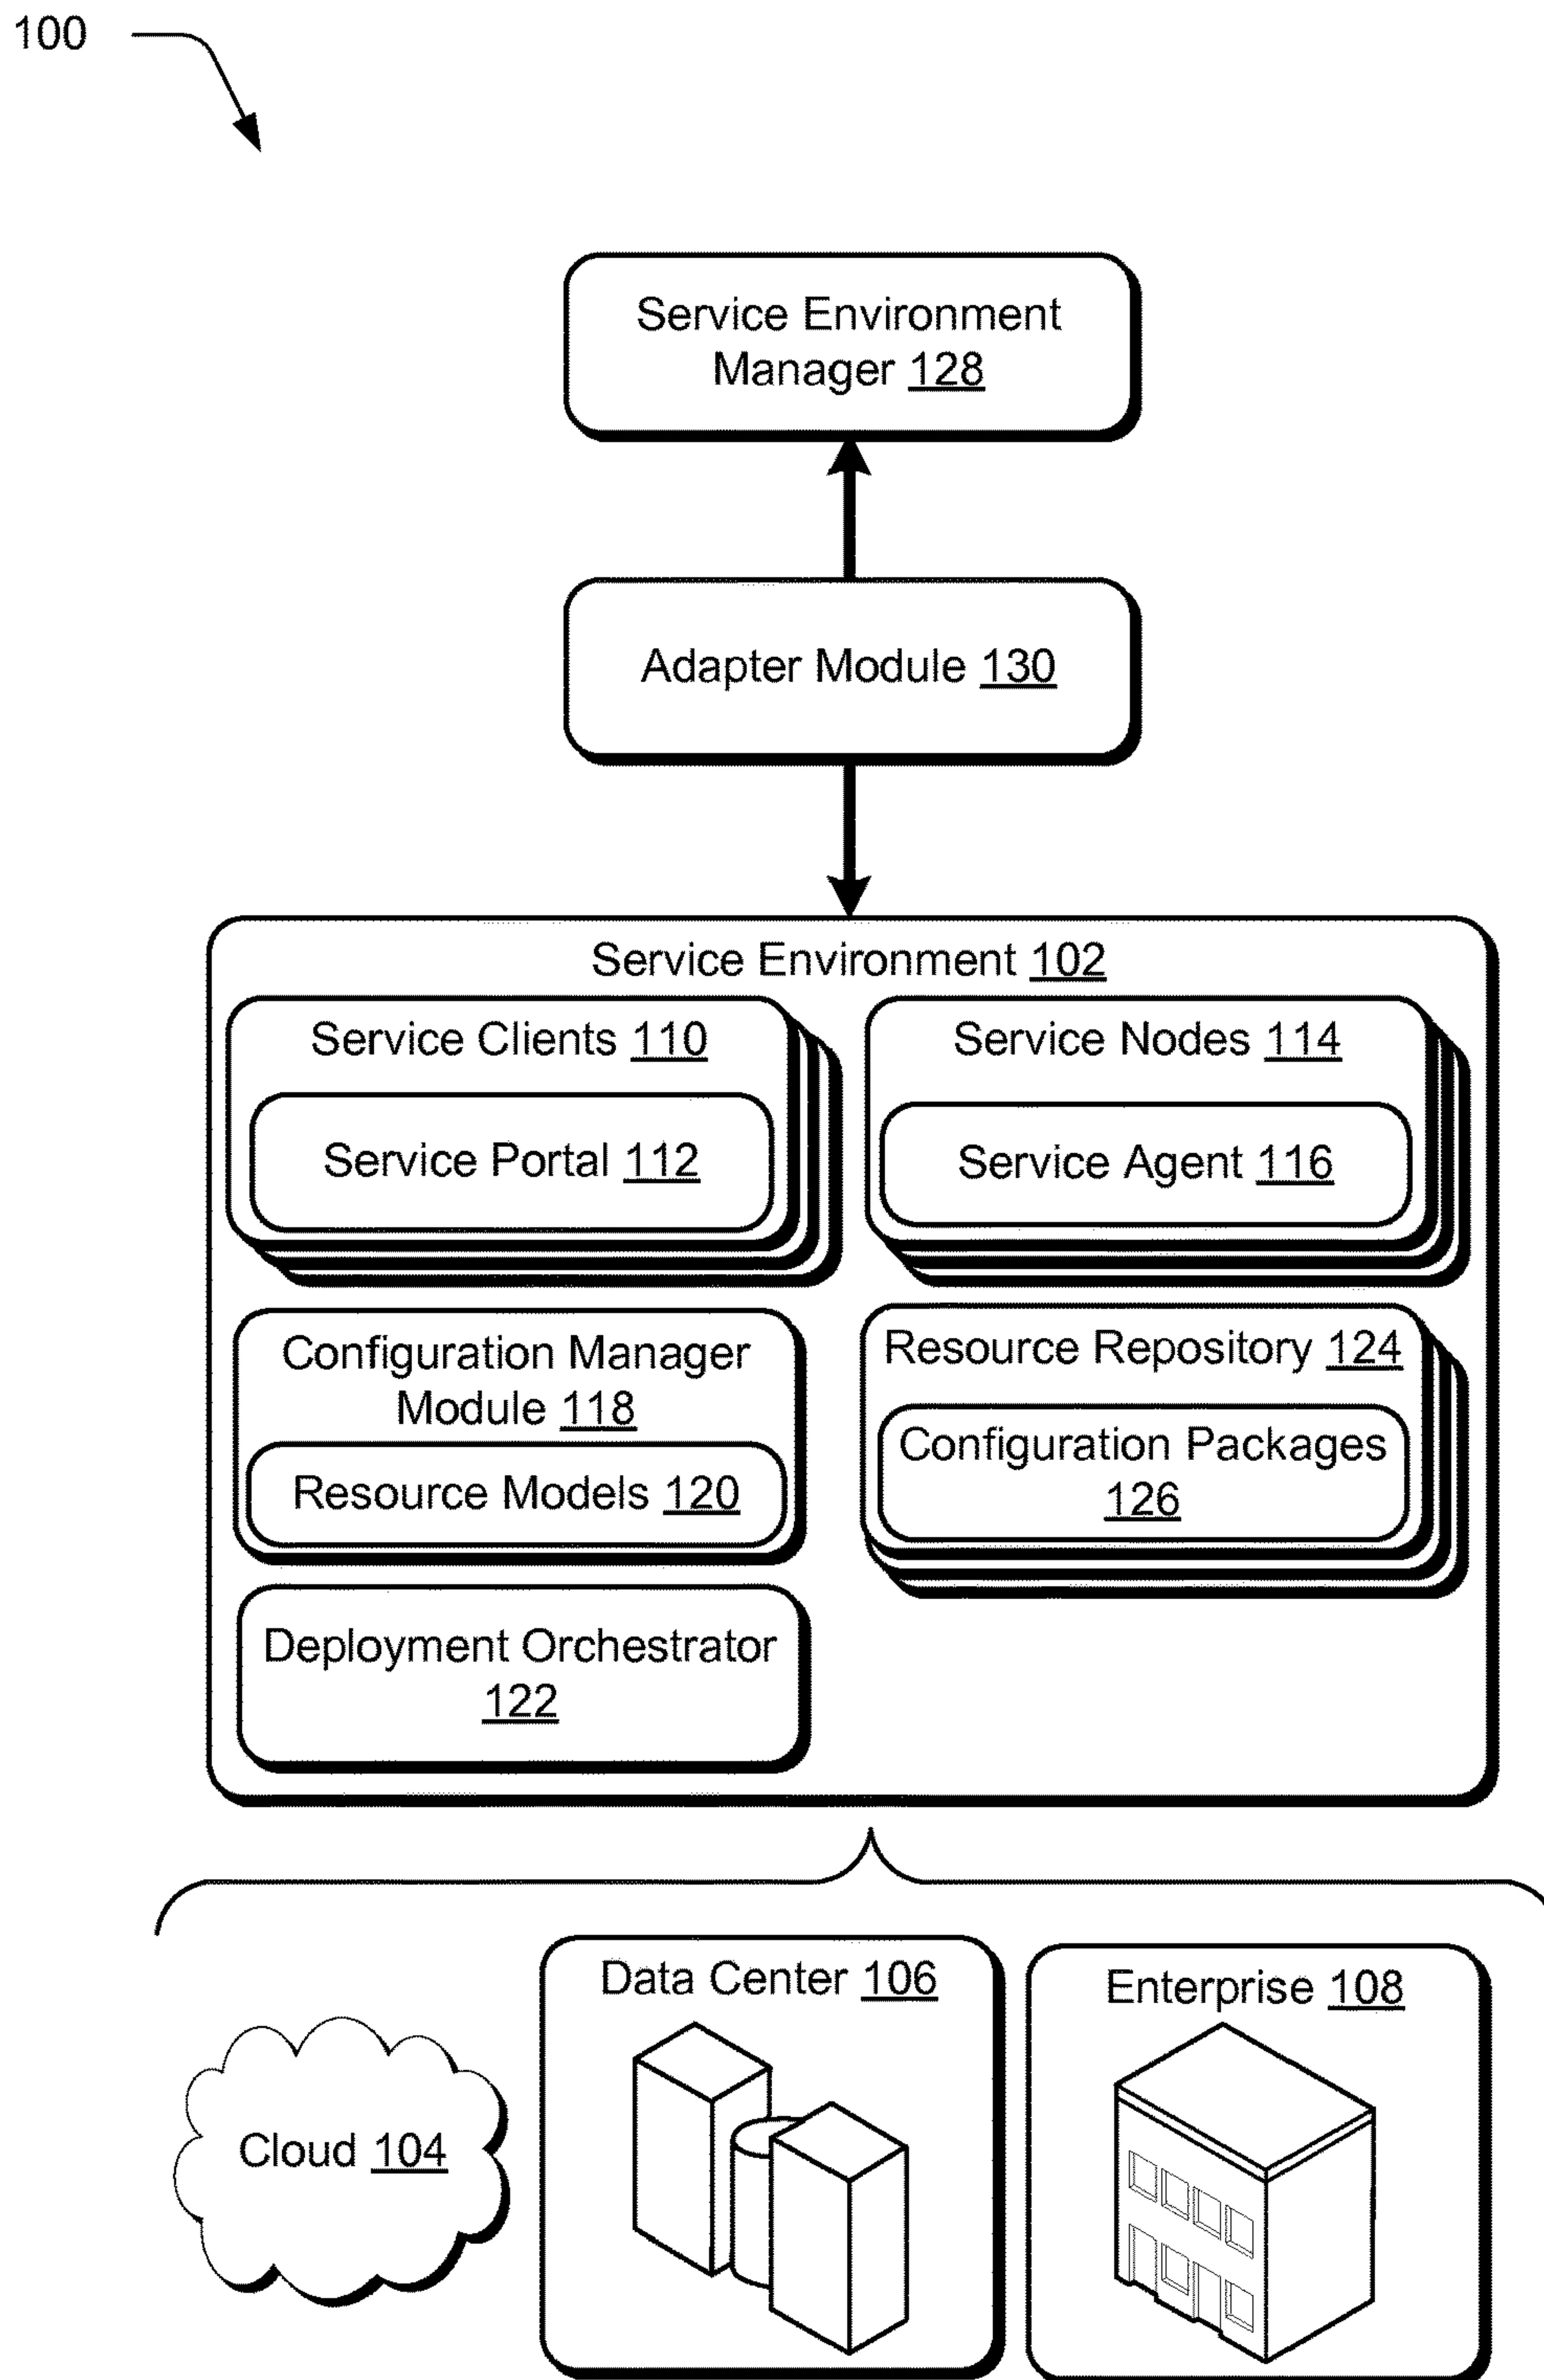 100
Service Environment
Manager 128
Adapter Module 130
Service Environment 102
Service Clients 110
Service Portal 112
Service Nodes 114
Service Agent 116
Configuration Manager
Module 118
Resource Models 120
Resource Repository 124
Configuration Packages
126
Deployment Orchestrator
122
Cloud 104
Data Center 106
Enterprise 108